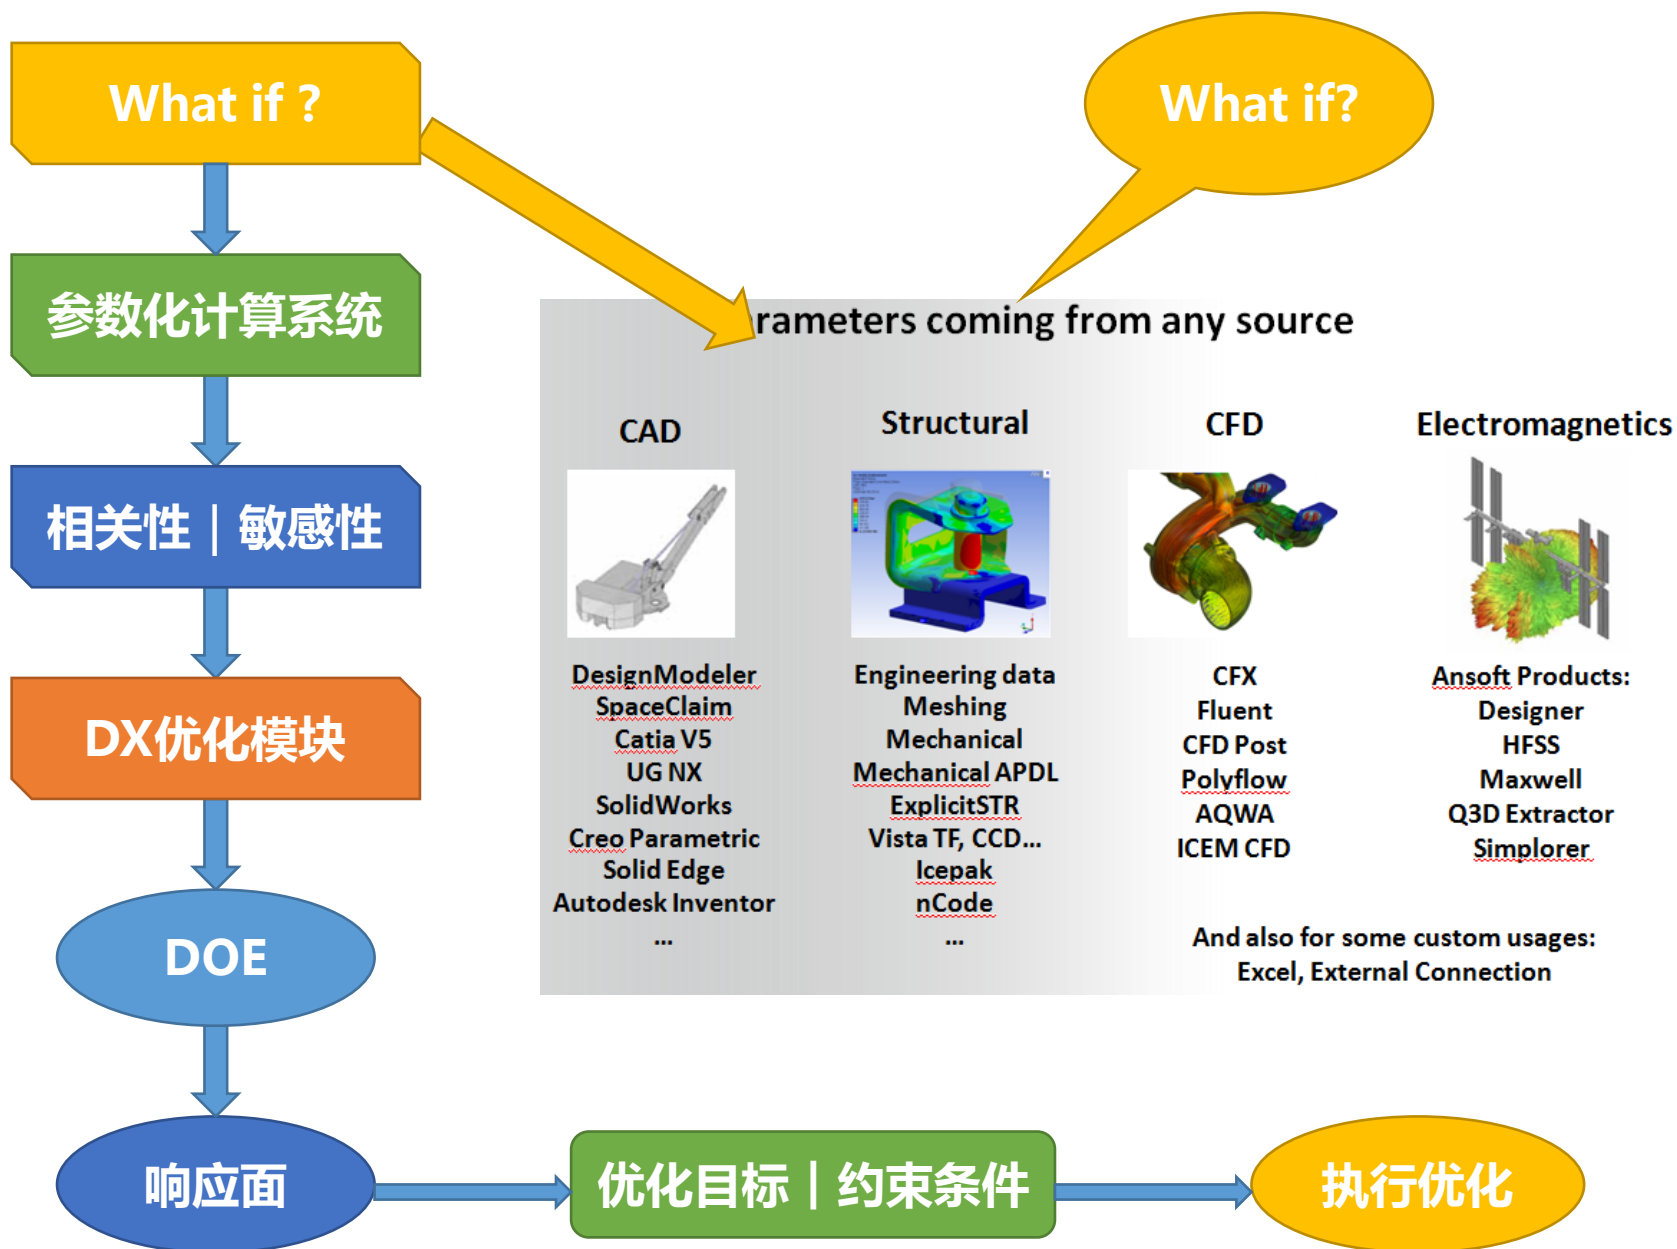 What if ?
参数化计算系统
相关性｜敏感性
DX优化模块
DOE
响应面
优化目标｜约束条件
执行优化
What if?
rameters coming from any source
CAD
DesignModeler
SpaceClaim
Catia V5
UG NX
SolidWorks
Creo Parametric
Solid Edge
Autodesk Inventor
...
Structural
Engineering data
Meshing
Mechanical
Mechanical APDL
ExplicitSTR
Vista TF, CCD...
Icepak
nCode
...
CFD
CFX
Fluent
CFD Post
Polyflow
AQWA
ICEM CFD
Electromagnetics
Ansoft Products:
Designer
HFSS
Maxwell
Q3D Extractor
Simplorer
And also for some custom usages:
Excel, External Connection